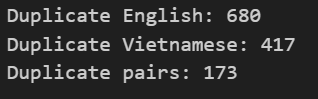 Duplicate English: 680
Duplicate Vietnamese: 417
Duplicate pairs: 173